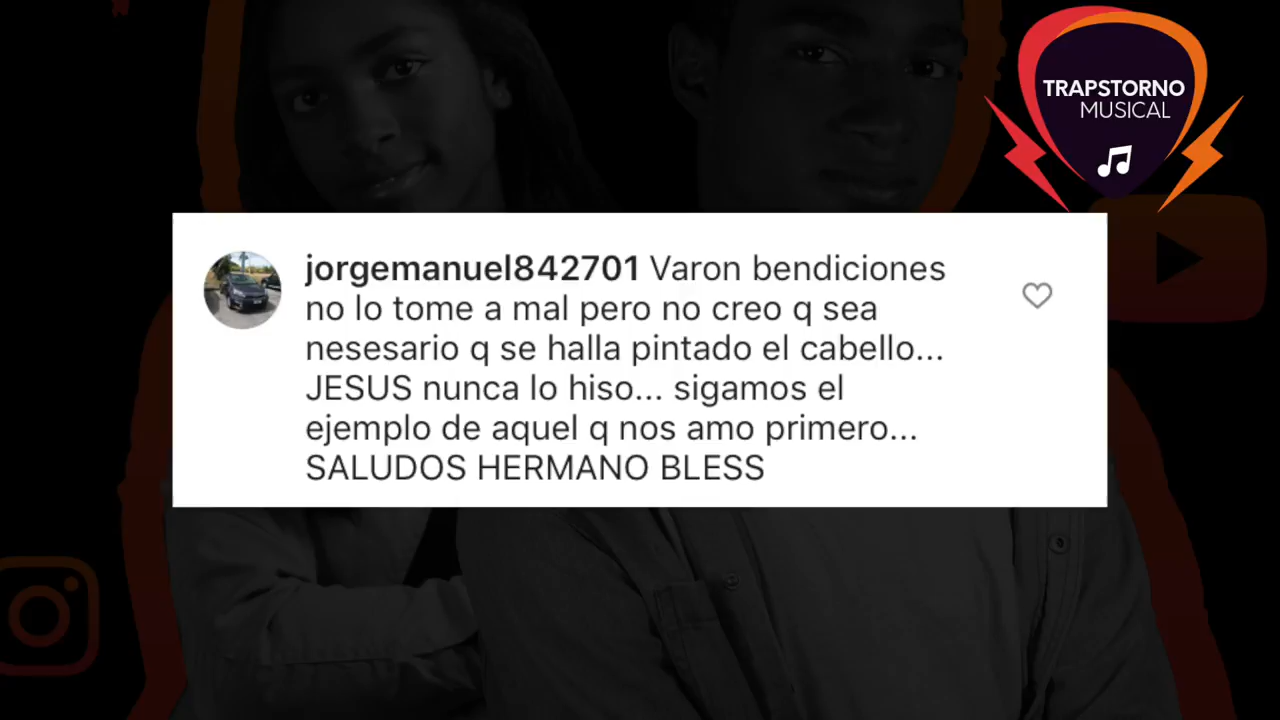 TRAPSTORNO
MUSICAL
jorgemanuel842701 Varon bendiciones
no lo tome a mal pero no creo q sea
nesesario q se halla pintado el cabello...
JESUS nunca lo hiso... sigamos el
ejemplo de aquel q nos amo primero...
SALUDOS HERMANO BLESS